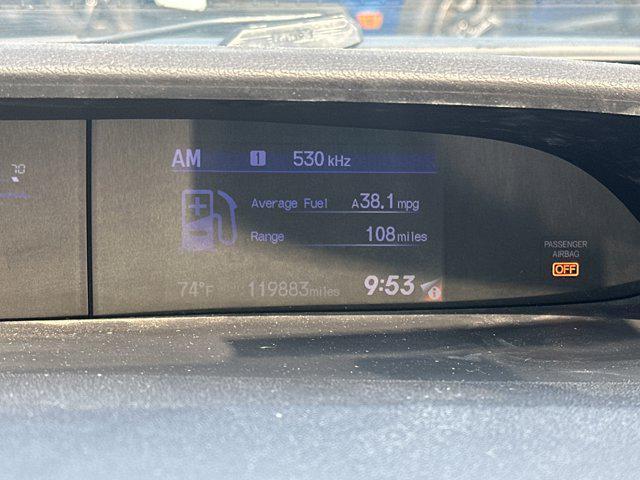 AM 1 530 kHz
Average Fuel A38.1 mpg
Range 108 miles
74°F 119883 miles 9:53 i
PASSENGER
AIRBAG
OFF
70